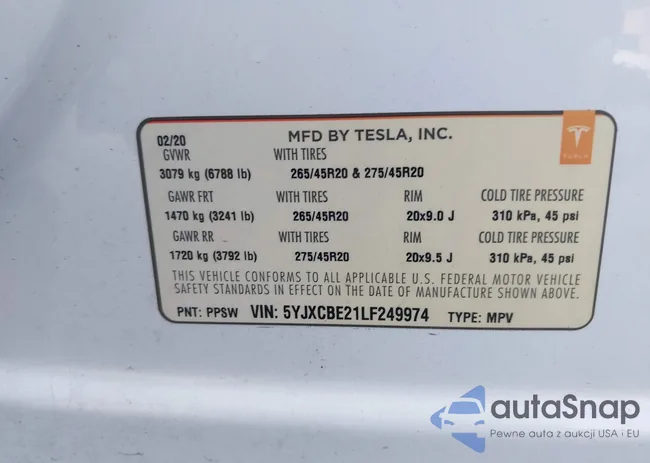 02/20 MFD BY TESLA, INC.
TESLA
GVWR WITH TIRES
3079 kg (6788 lb) 265/45R20 & 275/45R20
GAWR FRT WITH TIRES RIM COLD TIRE PRESSURE
1470 kg (3241 lb) 265/45R20 20x9.0 J 310 kPa, 45 psi
GAWR RR WITH TIRES RIM COLD TIRE PRESSURE
1720 kg (3792 lb) 275/45R20 20x9.5 J 310 kPa, 45 psi
THIS VEHICLE CONFORMS TO ALL APPLICABLE U.S. FEDERAL MOTOR VEHICLE
SAFETY STANDARDS IN EFFECT ON THE DATE OF MANUFACTURE SHOWN ABOVE.
PNT: PPSW VIN: 5YJXCBE21LF249974 TYPE: MPV
autaSnap
Pewne auta z aukcji USA i EU